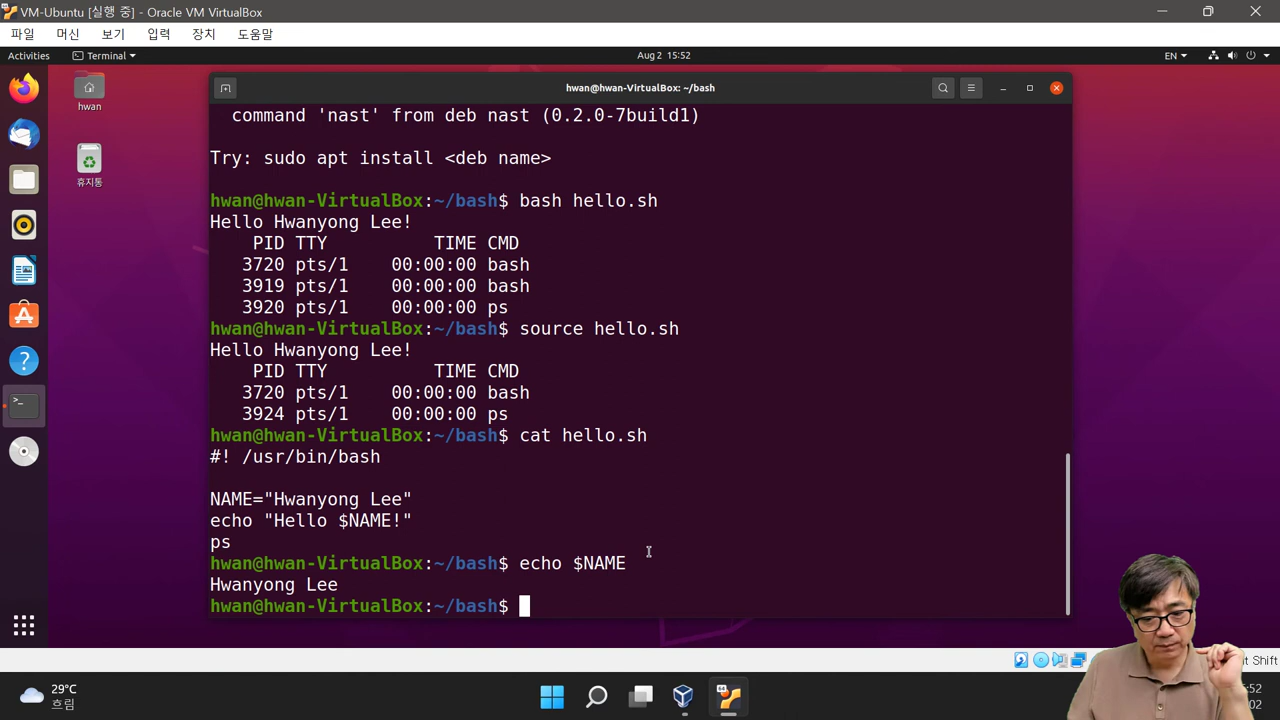 VM-Ubuntu [실행 중] - Oracle VM VirtualBox
파일 머신 보기 입력 장치 도움말
Activities Terminal Aug 2 15:52 EN
hwan@hwan-VirtualBox: ~/bash
hwan
휴지통
command 'nast' from deb nast (0.2.0-7build1)
Try: sudo apt install <deb name>
hwan@hwan-VirtualBox:~/bash$ bash hello.sh
Hello Hwanyong Lee!
PID TTY TIME CMD
3720 pts/1 00:00:00 bash
3919 pts/1 00:00:00 bash
3920 pts/1 00:00:00 ps
hwan@hwan-VirtualBox:~/bash$ source hello.sh
Hello Hwanyong Lee!
PID TTY TIME CMD
3720 pts/1 00:00:00 bash
3924 pts/1 00:00:00 ps
hwan@hwan-VirtualBox:~/bash$ cat hello.sh
#! /usr/bin/bash
NAME="Hwanyong Lee"
echo "Hello $NAME!"
ps
hwan@hwan-VirtualBox:~/bash$ echo $NAME
Hwanyong Lee
hwan@hwan-VirtualBox:~/bash$
Shift
29°C
흐림